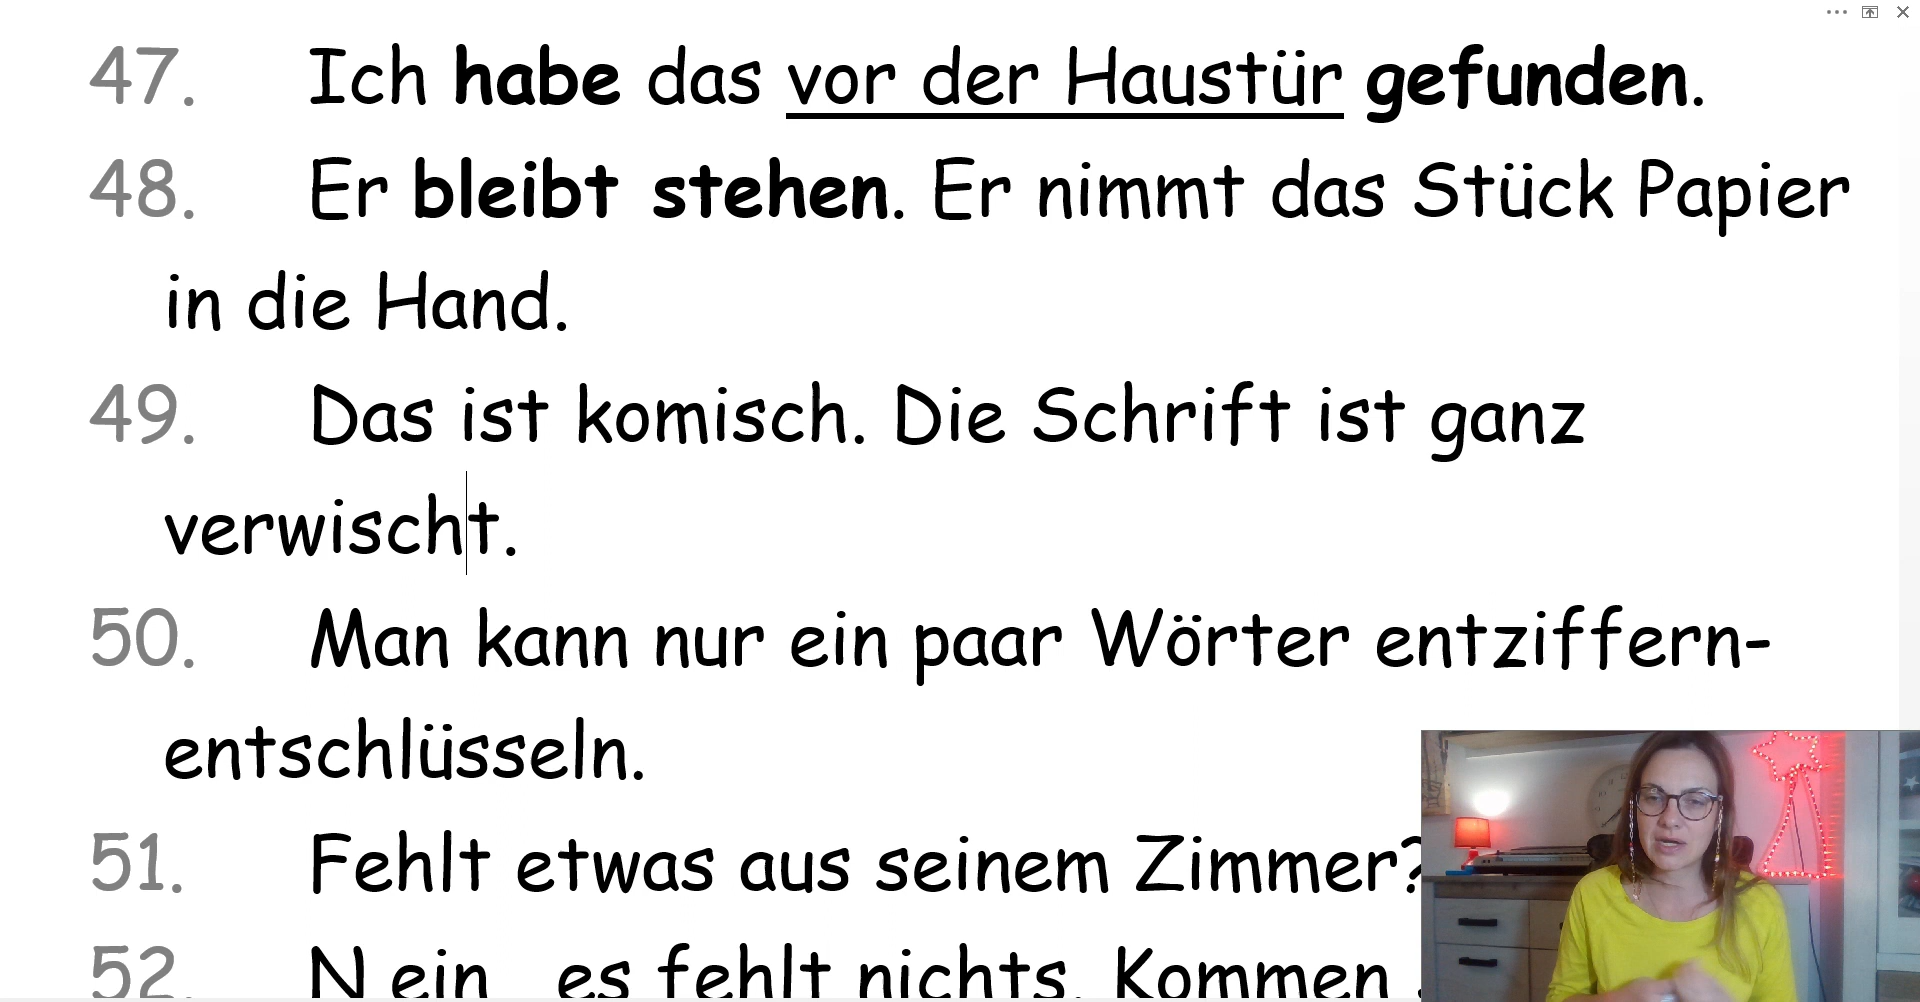 47. Ich habe das vor der Haustür gefunden.
48. Er bleibt stehen. Er nimmt das Stück Papier
in die Hand.
49. Das ist komisch. Die Schrift ist ganz
verwischt.
50. Man kann nur ein paar Wörter entziffern-
entschlüsseln.
51. Fehlt etwas aus seinem Zimmer?
52. N ein es fehlt nichts. Kommen